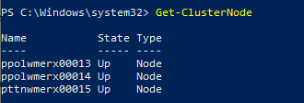 PS C:\Windows\system32> Get-ClusterNode
Name State Type
---- ----- ----
ppolwmerx00013 Up Node
ppolwmerx00014 Up Node
pttnwmerx00015 Up Node